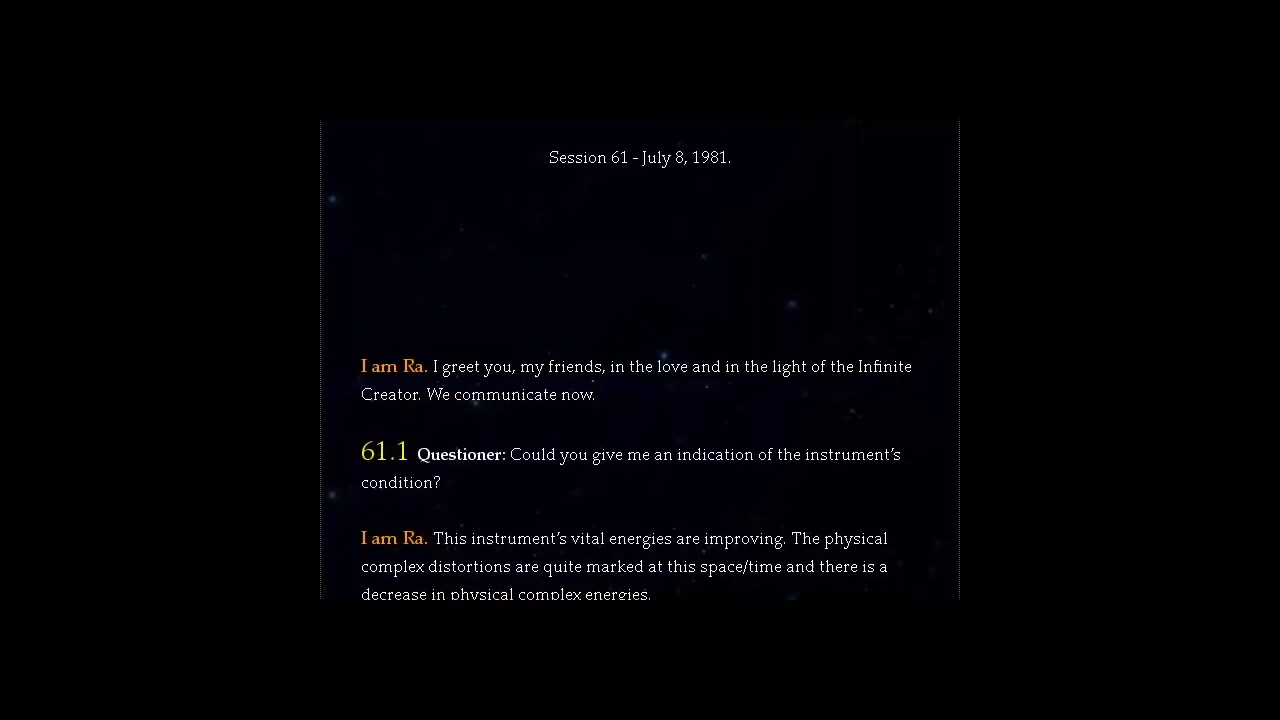 Session 61 - July 8, 1981.
I am Ra. I greet you, my friends, in the love and in the light of the Infinite
Creator. We communicate now.
61.1 Questioner: Could you give me an indication of the instrument's
condition?
I am Ra. This instrument's vital energies are improving. The physical
complex distortions are quite marked at this space/time and there is a
decrease in physical complex energies.